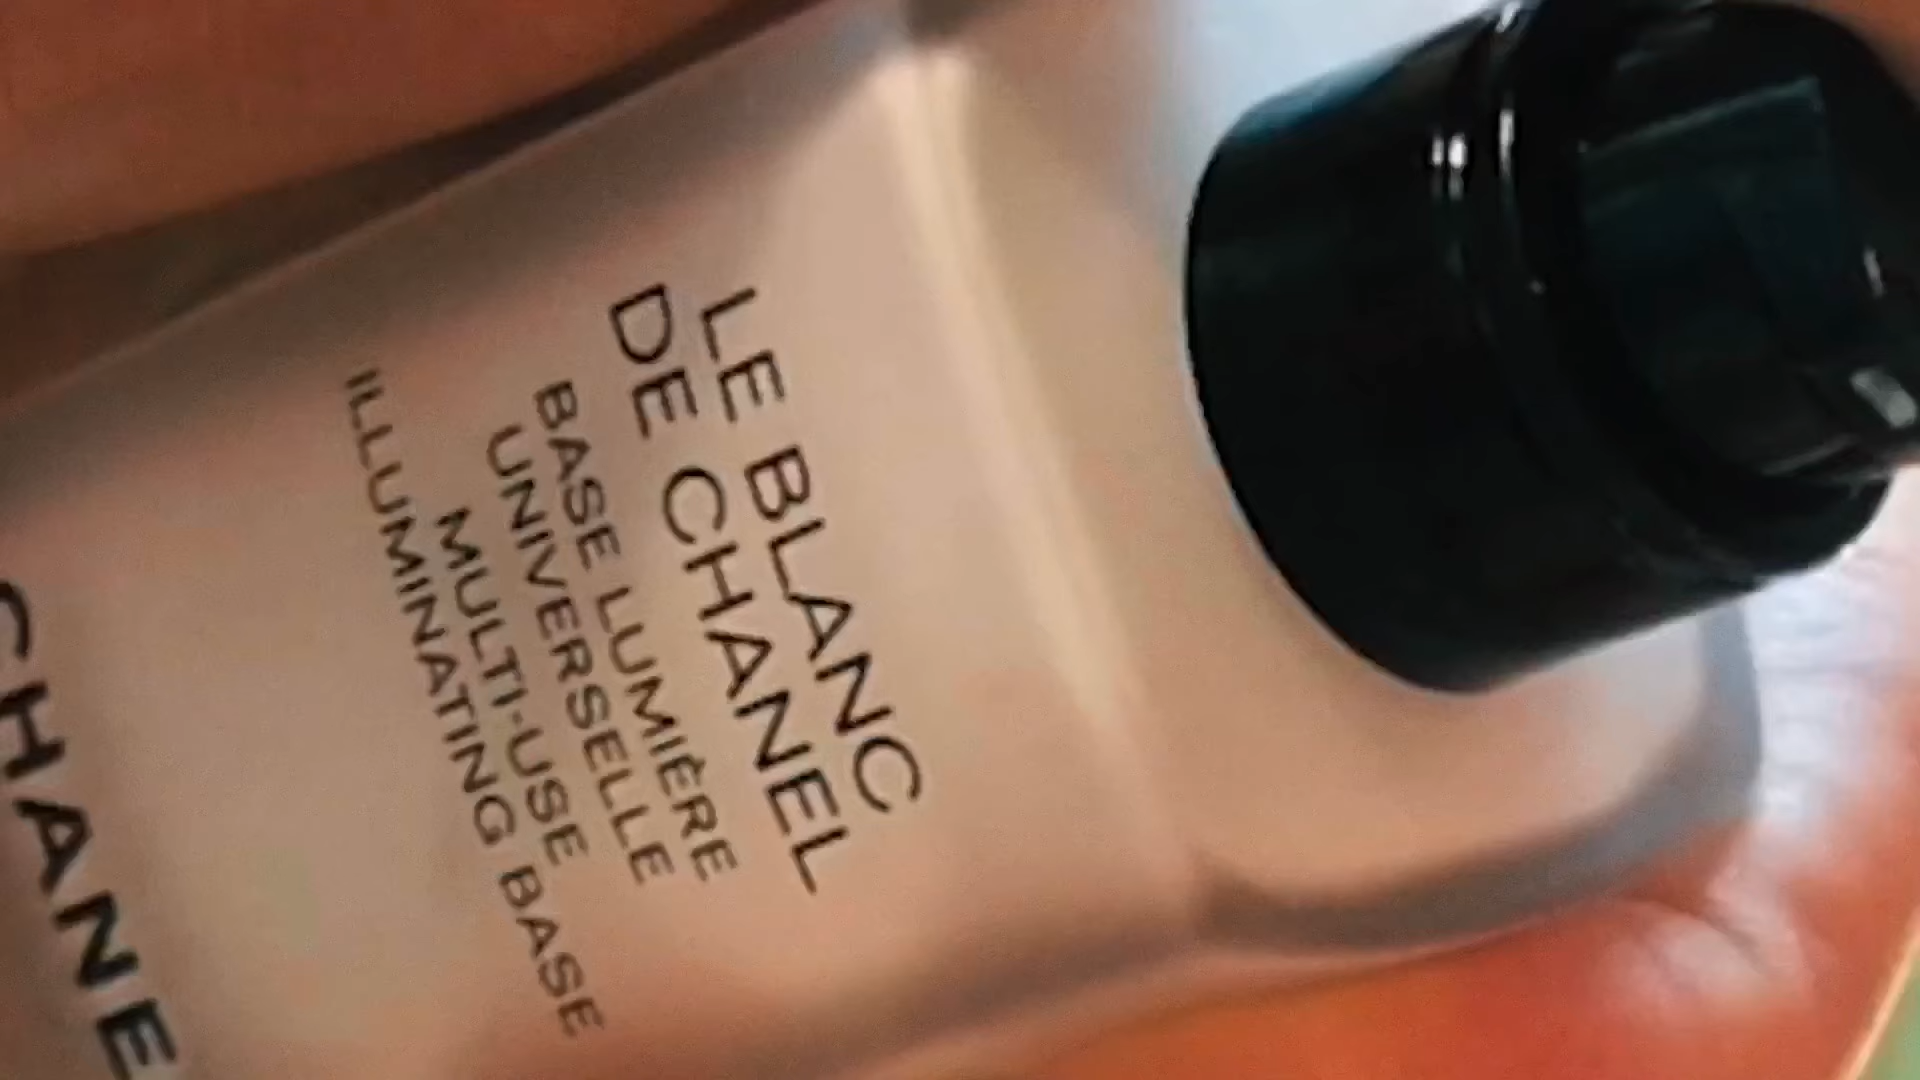 LE BLANC
DE CHANEL
BASE LUMIÈRE
UNIVERSELLE
MULTI-USE
ILLUMINATING BASE
CHANE